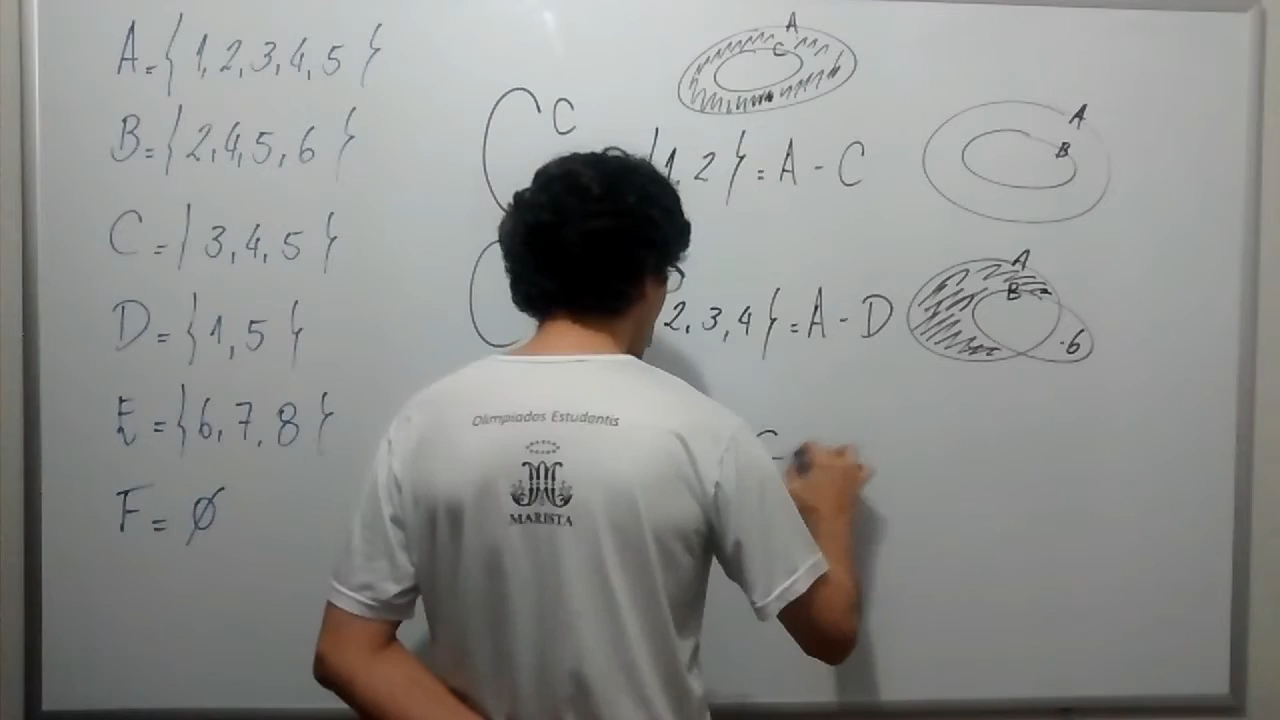 A = { 1, 2, 3, 4, 5 }
B = { 2, 4, 5, 6 }
C = { 3, 4, 5 }
D = { 1, 5 }
E = { 6, 7, 8 }
F = Ø
A
C
C
{ 1, 2 } = A - C
A
B
2, 3, 4 } = A - D
A
B
.6
Olimpíadas Estudantis
MARISTA